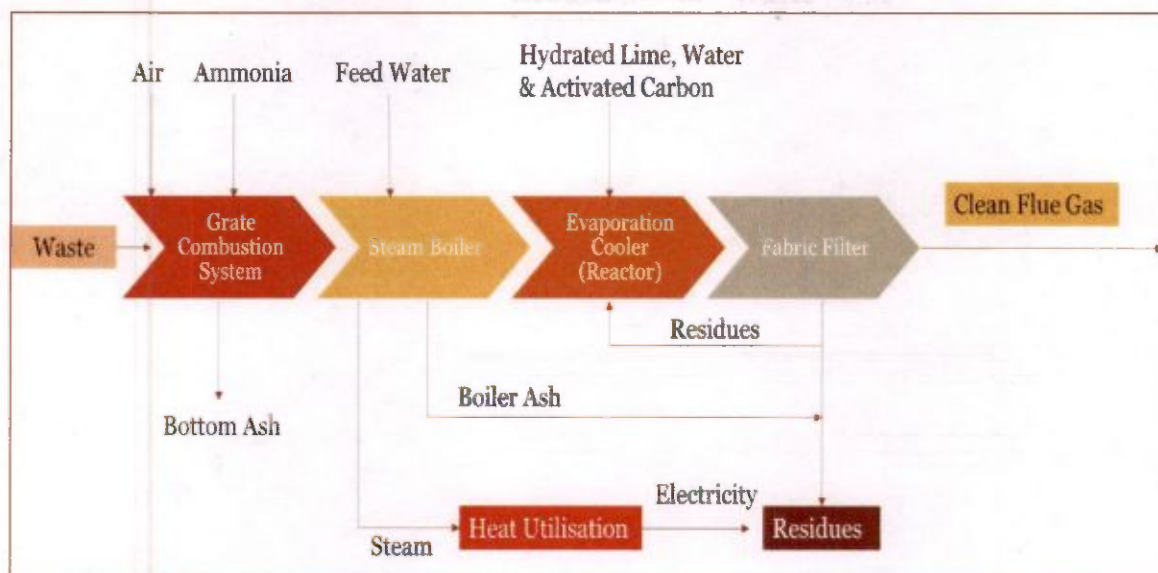 Air
Ammonia
Feed Water
Hydrated Lime, Water
& Activated Carbon
Waste
Grate
Combustion
System
Steam Boiler
Evaporation
Cooler
(Reactor)
Fabric Filter
Clean Flue Gas
Residues
Boiler Ash
Bottom Ash
Electricity
Steam
Heat Utilisation
Residues